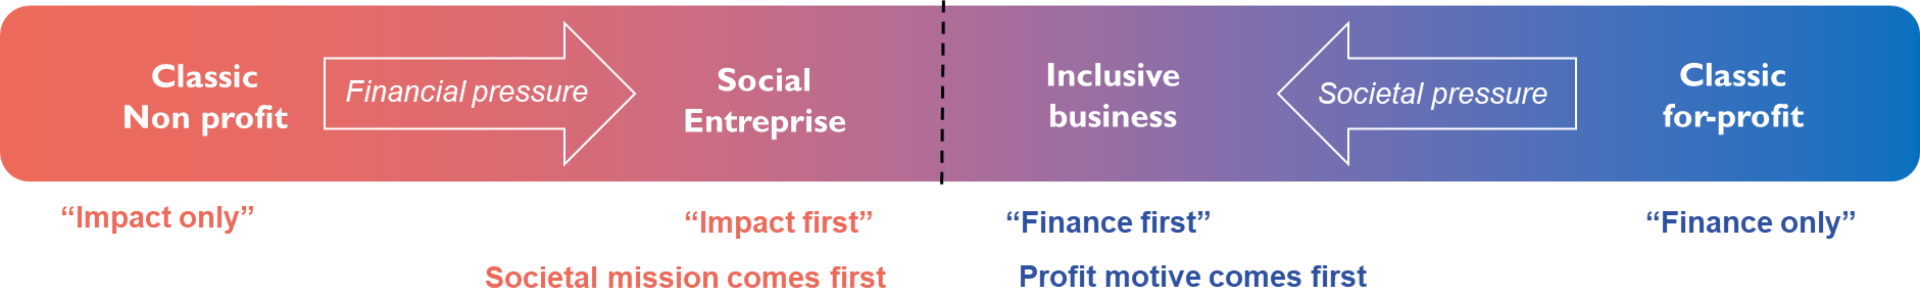 Classic
Non profit
Financial pressure
Social
Entreprise
Inclusive
business
Societal pressure
Classic
for-profit
“Impact only”
“Impact first”
“Finance first”
“Finance only”
Societal mission comes first
Profit motive comes first